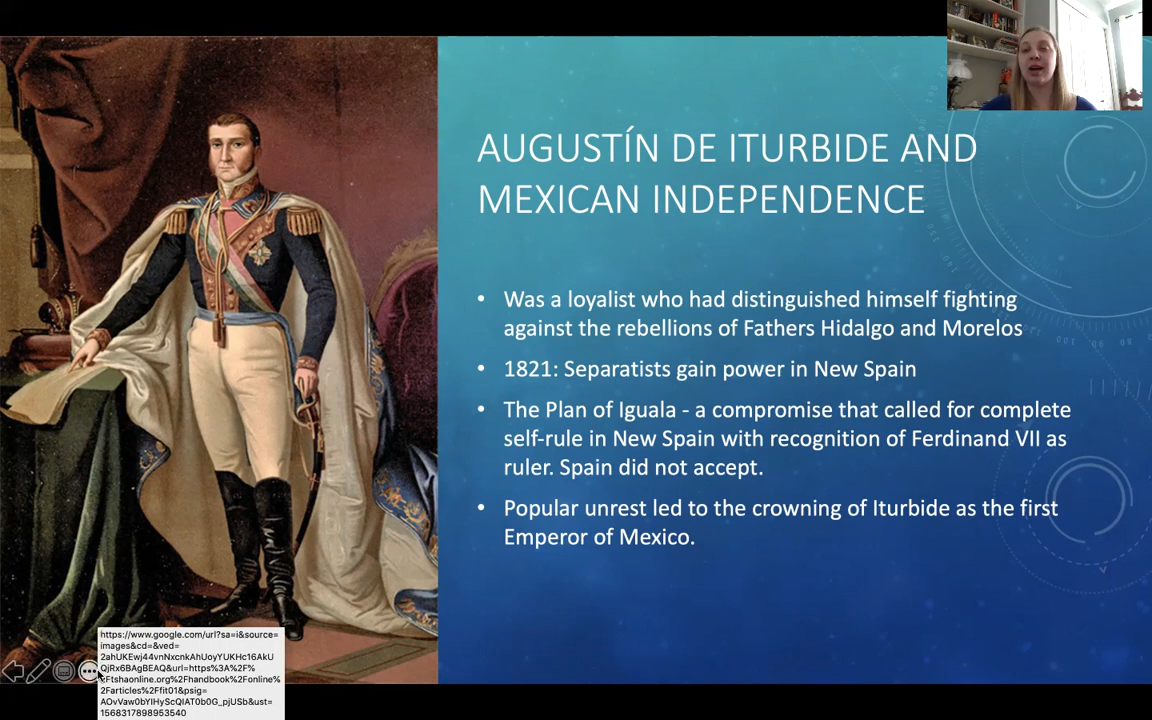 AUGUSTÍN DE ITURBIDE AND
MEXICAN INDEPENDENCE
• Was a loyalist who had distinguished himself fighting
against the rebellions of Fathers Hidalgo and Morelos
• 1821: Separatists gain power in New Spain
• The Plan of Iguala - a compromise that called for complete
self-rule in New Spain with recognition of Ferdinand VII as
ruler. Spain did not accept.
• Popular unrest led to the crowning of Iturbide as the first
Emperor of Mexico.
https://www.google.com/url?sa=i&source=
images&cd=&ved=
2ahUKEwj44vnNxcnkAhUoyYUKHc16AkU
QjRx6BAgBEAQ&url=https%3A%2F%
2Ftshaonline.org%2Fhandbook%2Fonline%
2Farticles%2Ffit01&psig=
AOvVaw0bYIHyScQIAT0b0G_pjUSb&ust=
1568317898953540